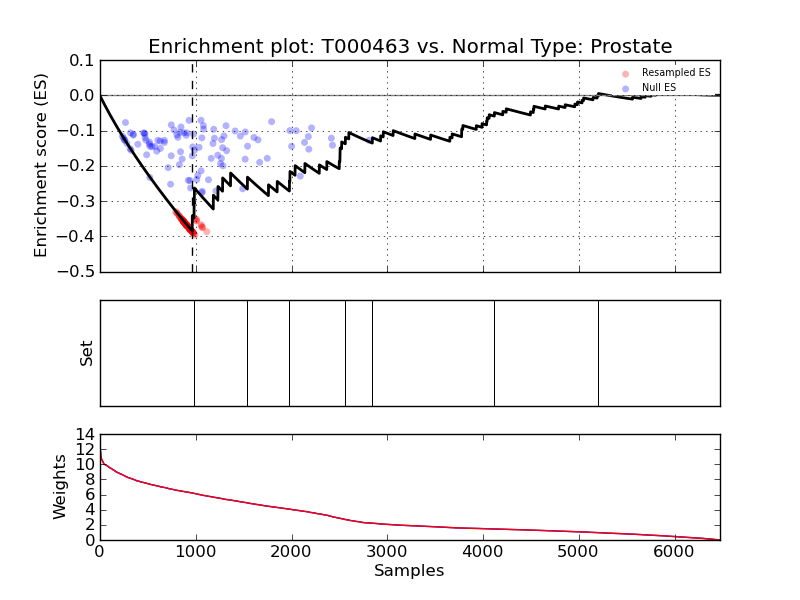 Enrichment plot: T000463 vs. Normal Type: Prostate
Enrichment score (ES)
0.1
0.0
−0.1
−0.2
−0.3
−0.4
−0.5
Resampled ES
Null ES
Set
Weights
14
12
10
8
6
4
2
0
0 1000 2000 3000 4000 5000 6000
Samples